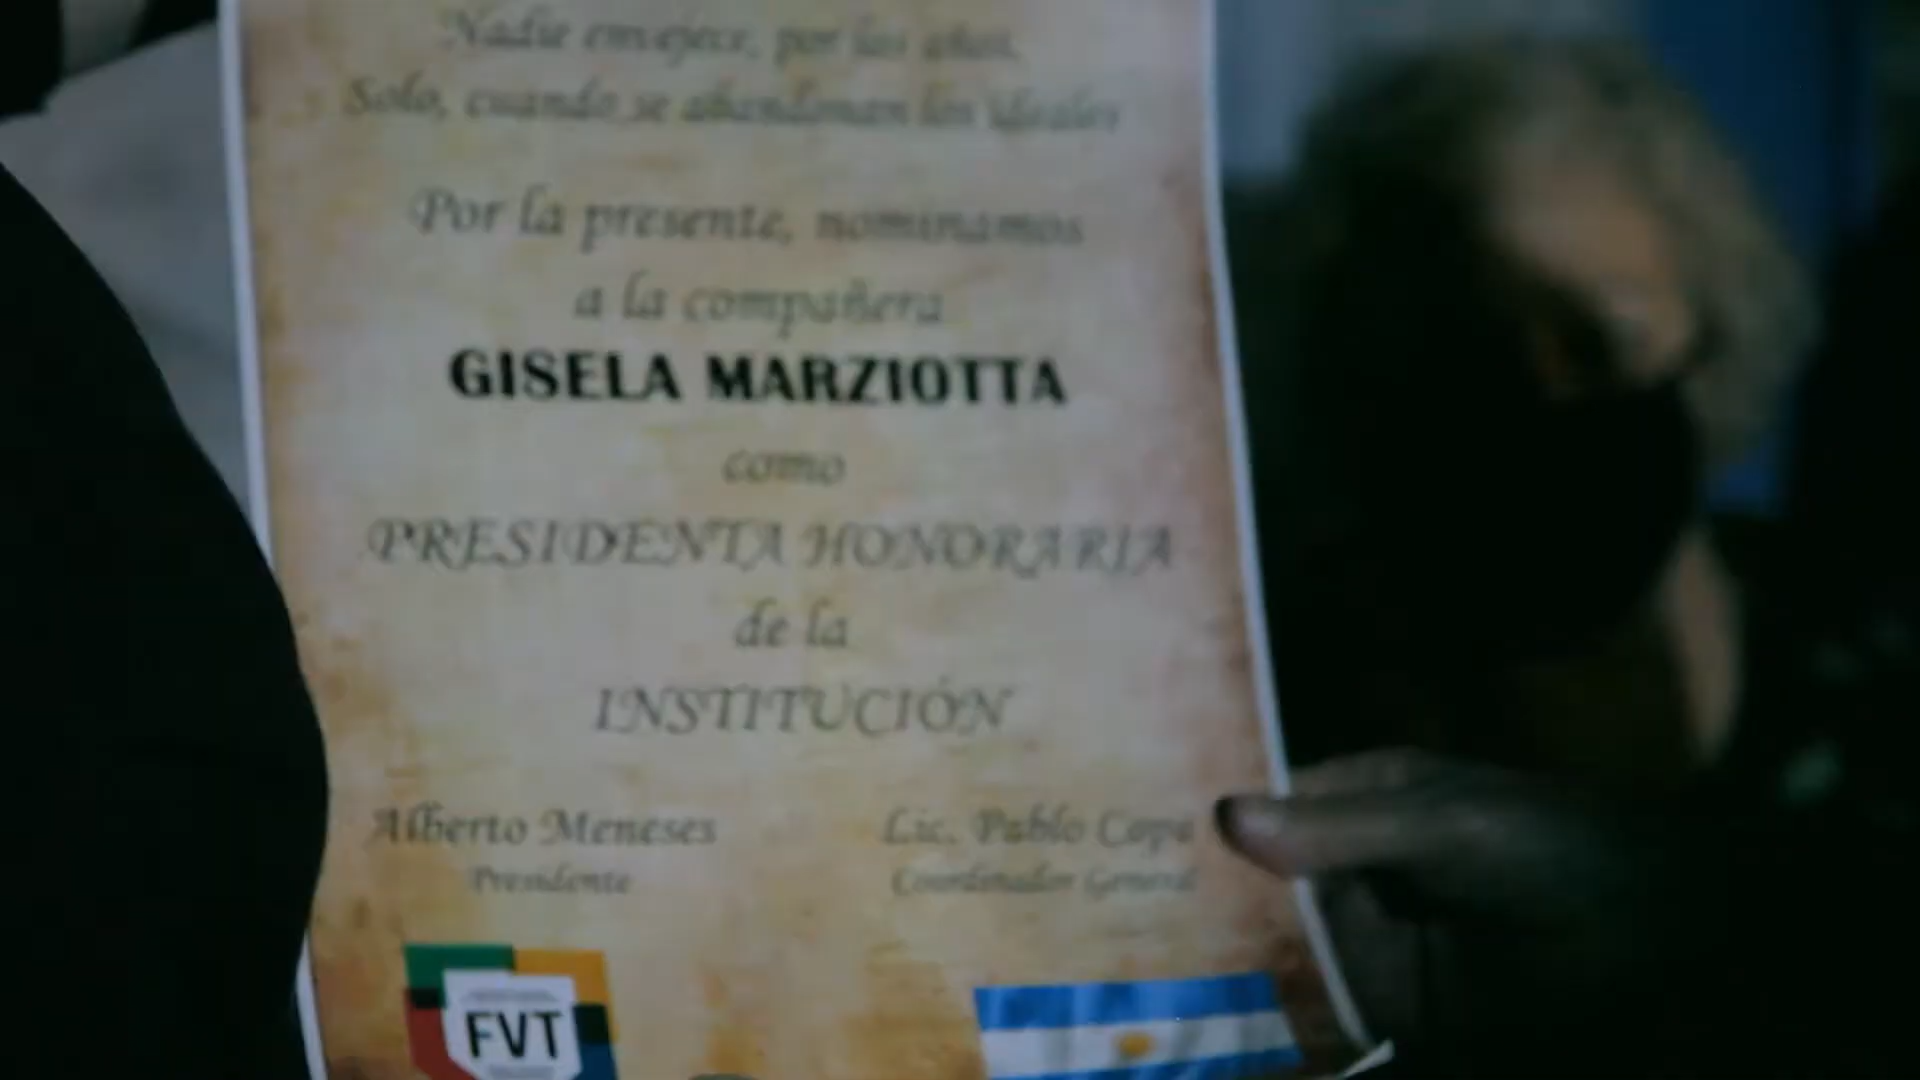 Nadie envejece, por los años,
Solo, cuando se abandonan los ideales
Por la presente, nominamos
a la compañera
GISELA MARZIOTTA
como
PRESIDENTA HONORARIA
de la
INSTITUCIÓN
Alberto Meneses Lic. Pablo Copa
Presidente Coordinador General
FVT